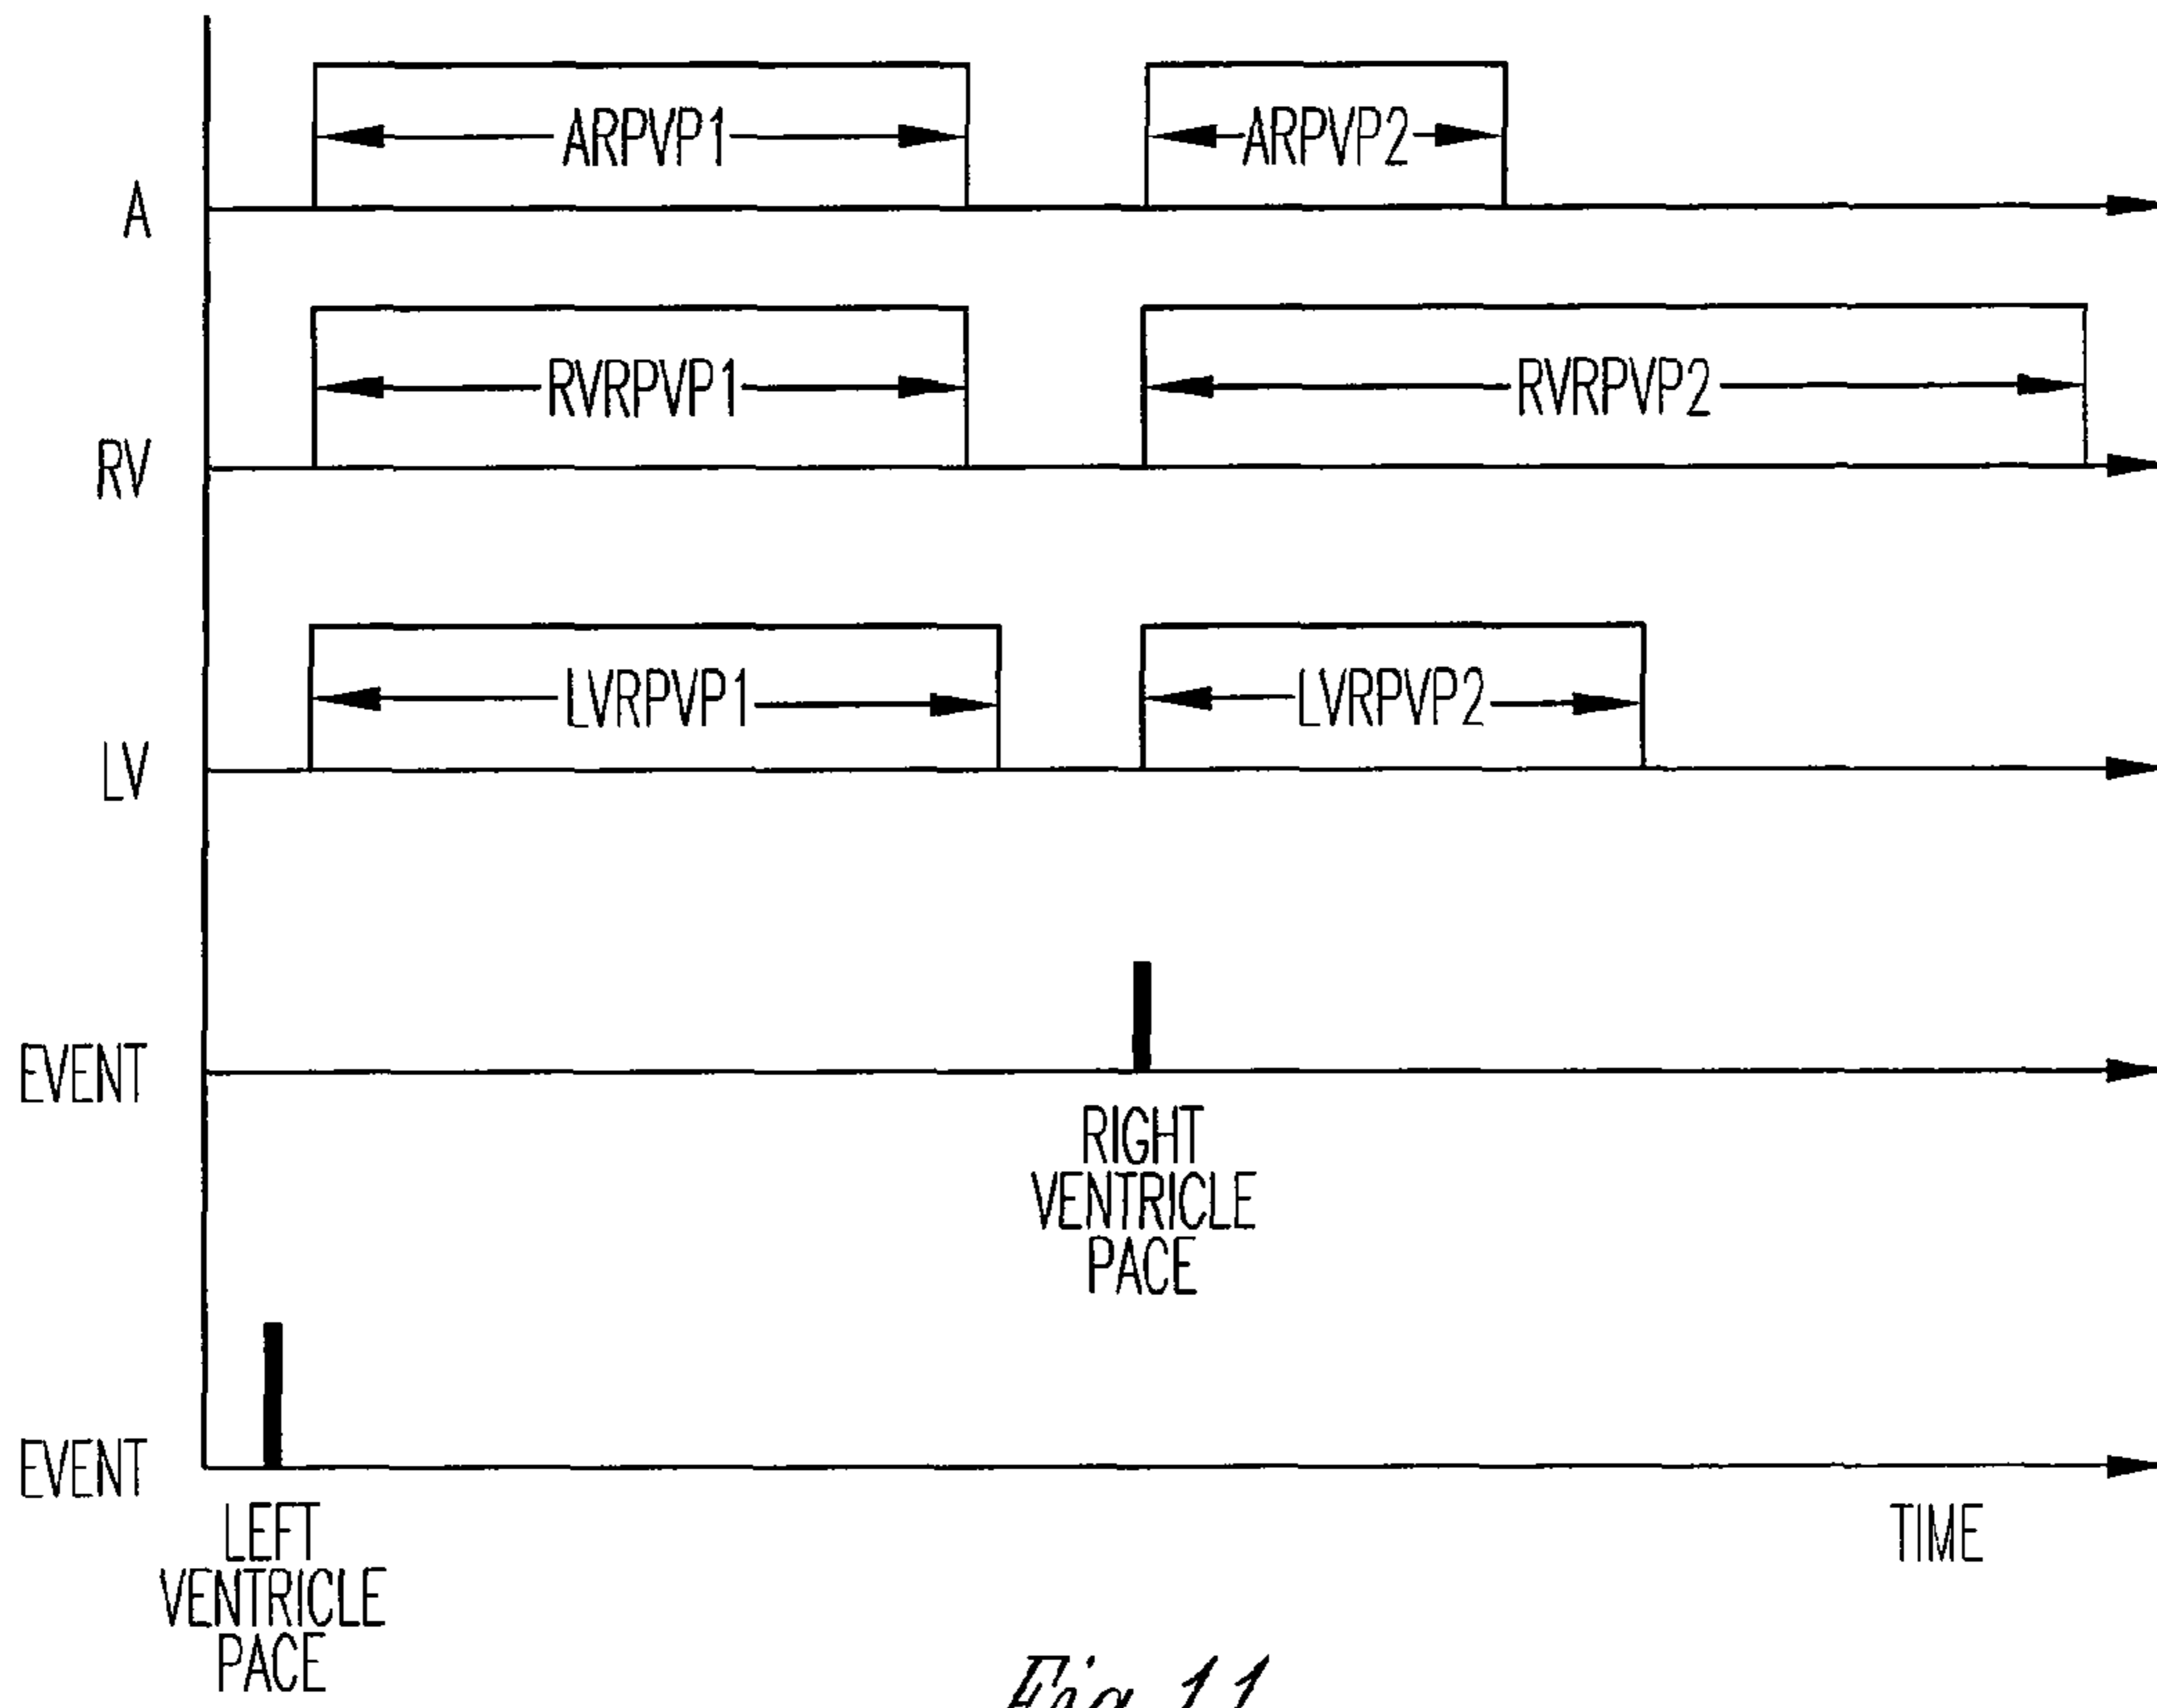 ARPVP1
ARPVP2
A
RVRPVP1
RVRPVP2
RV
LVRPVP1
LVRPVP2
LV
EVENT
RIGHT
VENTRICLE
PACE
EVENT
LEFT
VENTRICLE
PACE
TIME
Fig. 11